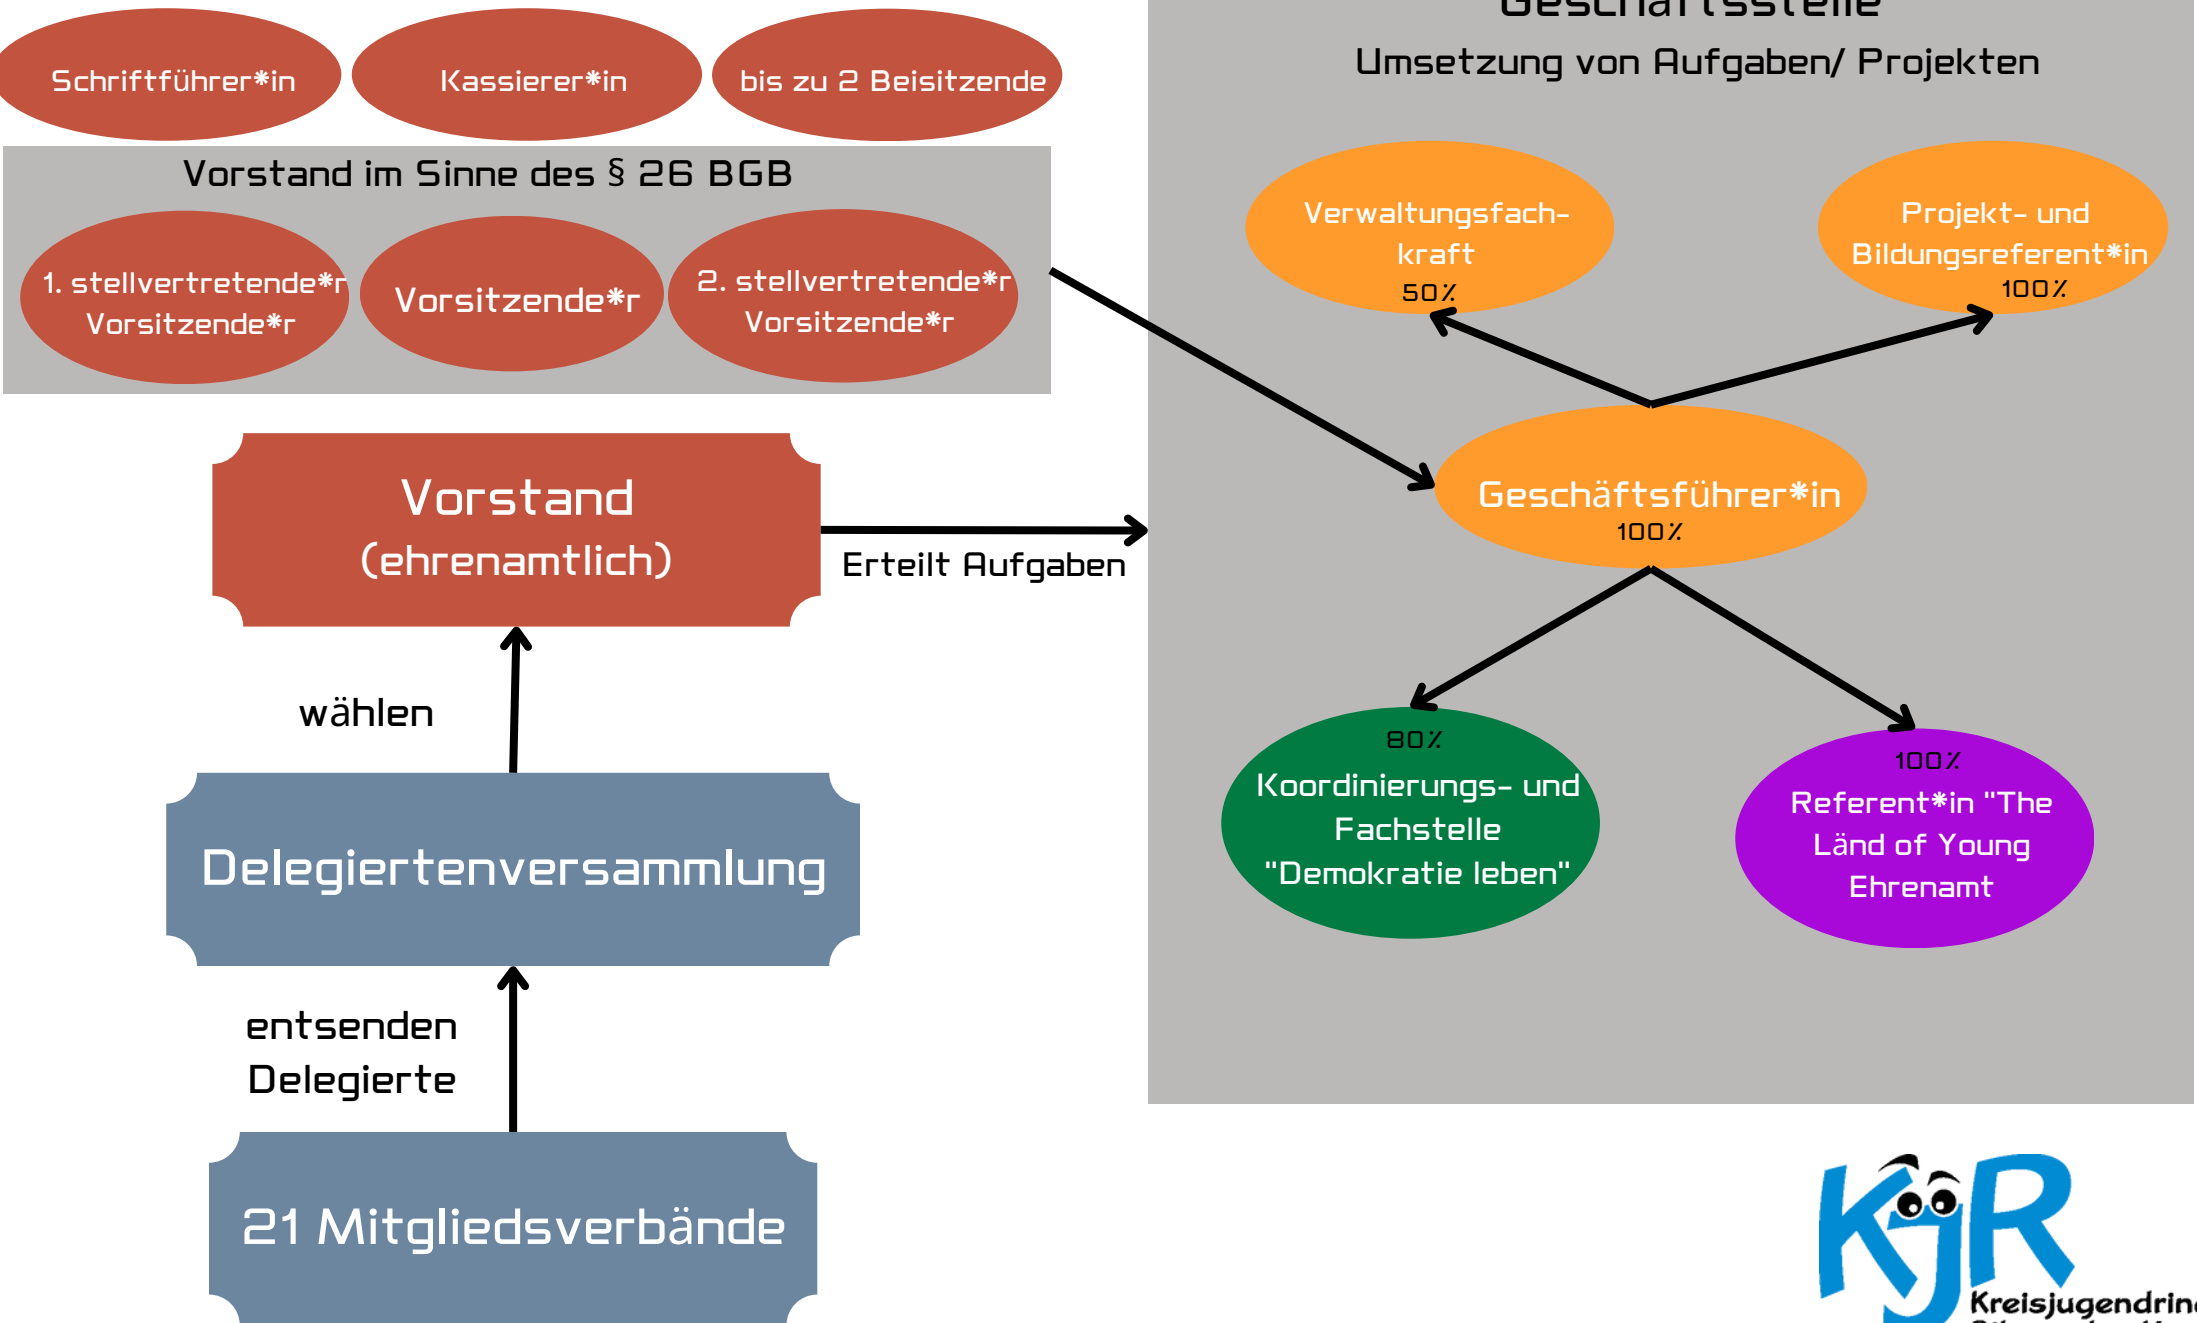 Schriftführer*in
Kassierer*in
bis zu 2 Beisitzende
Vorstand im Sinne des § 26 BGB
1. stellvertretende*r
Vorsitzende*r
Vorsitzende*r
2. stellvertretende*r
Vorsitzende*r
Vorstand
(ehrenamtlich)
Erteilt Aufgaben
wählen
Delegiertenversammlung
entsenden
Delegierte
21 Mitgliedsverbände
Geschäftsstelle
Umsetzung von Aufgaben/ Projekten
Verwaltungsfach-
kraft
50%
Projekt- und
Bildungsreferent*in
100%
Geschäftsführer*in
100%
80%
Koordinierungs- und
Fachstelle
"Demokratie leben"
100%
Referent*in "The
Länd of Young
Ehrenamt
KJR
Kreisjugendring